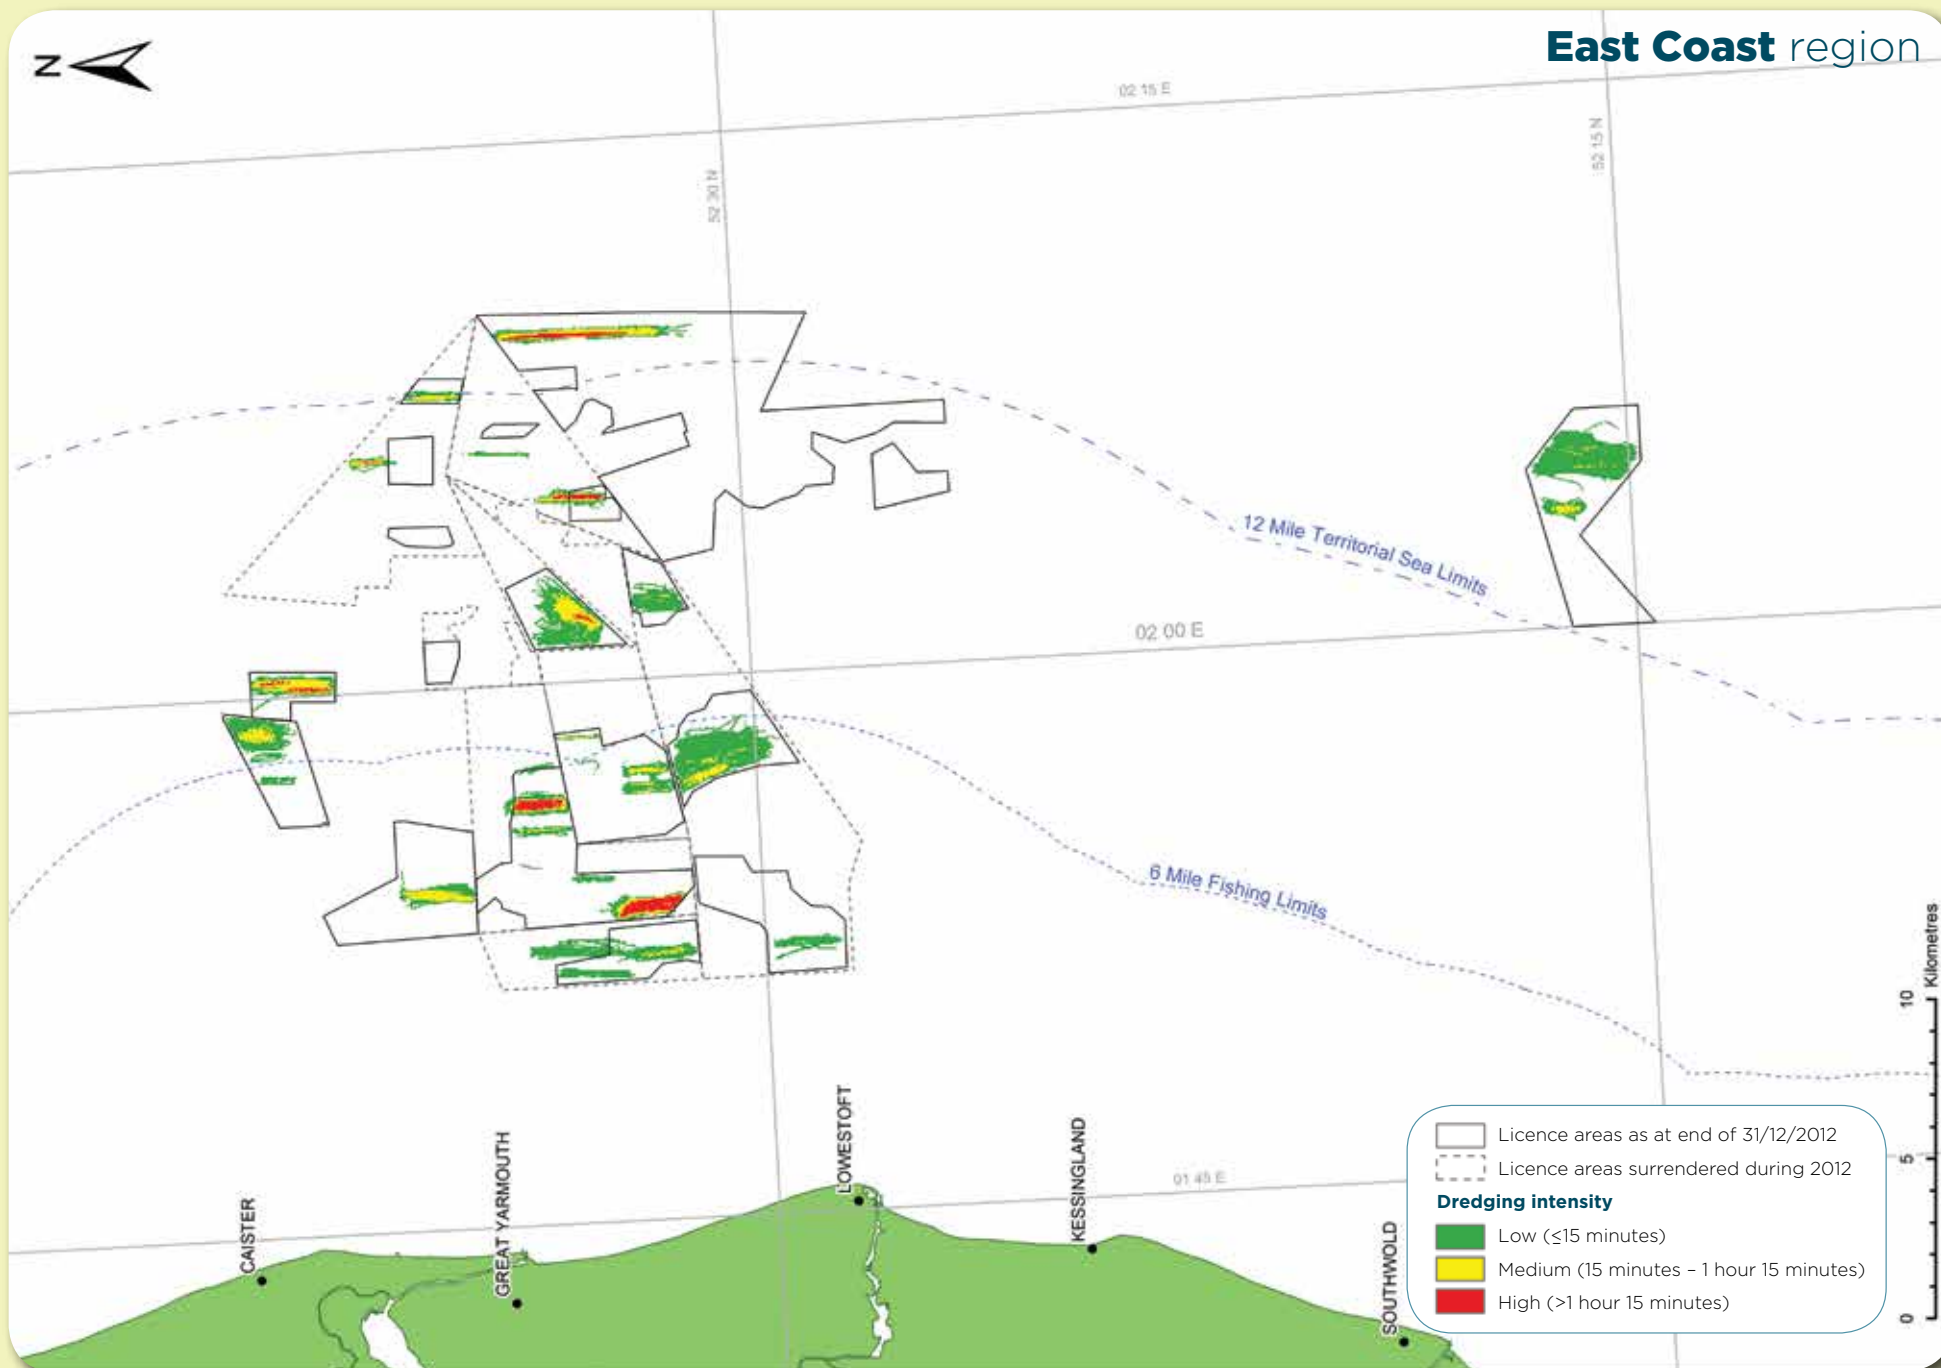 East Coast region
N
02 15 E
52 30 N
52 15 N
12 Mile Territorial Sea Limits
02 00 E
6 Mile Fishing Limits
01 45 E
CAISTER
GREAT YARMOUTH
LOWESTOFT
KESSINGLAND
SOUTHWOLD
Licence areas as at end of 31/12/2012
Licence areas surrendered during 2012
Dredging intensity
Low (≤15 minutes)
Medium (15 minutes – 1 hour 15 minutes)
High (>1 hour 15 minutes)
0 5 10
Kilometres